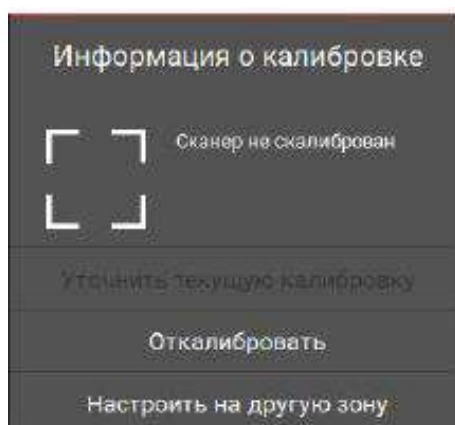 Информация о калибровке
Сканер не скалиброван
Уточнить текущую калибровку
Откалибровать
Настроить на другую зону